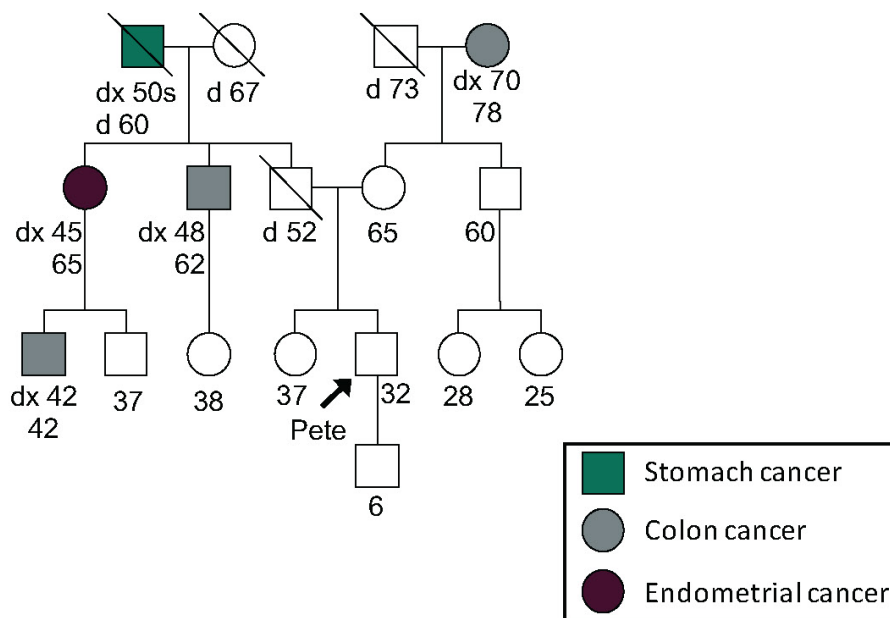 dx 50s
d 60
d 67
d 73
dx 70
78
dx 45
65
dx 48
62
d 52
65
60
dx 42
42
37
38
37
32
28
25
Pete
6
Stomach cancer
Colon cancer
Endometrial cancer